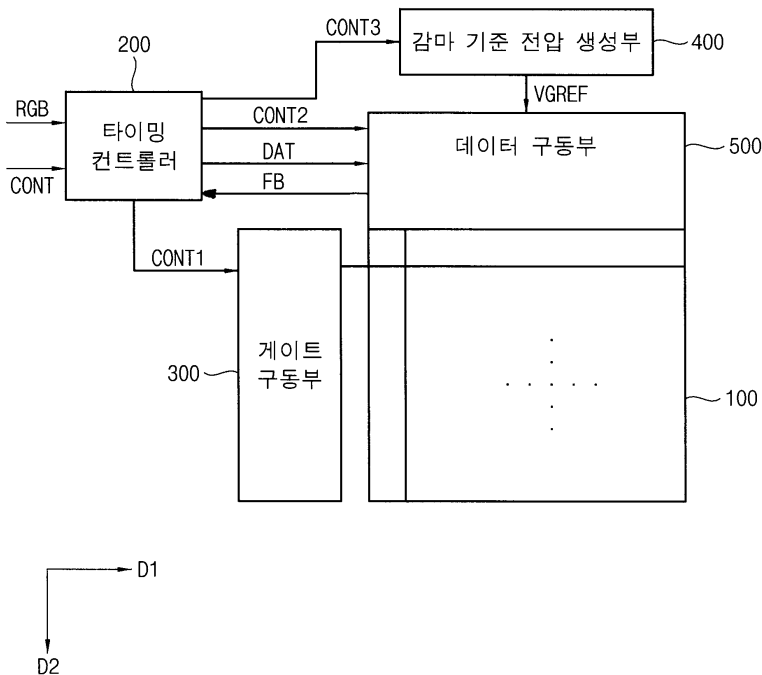 CONT3
감마 기준 전압 생성부
400
200
VGREF
RGB
타이밍
컨트롤러
CONT
CONT2
DAT
FB
데이터 구동부
500
CONT1
게이트
구동부
300
100
D1
D2